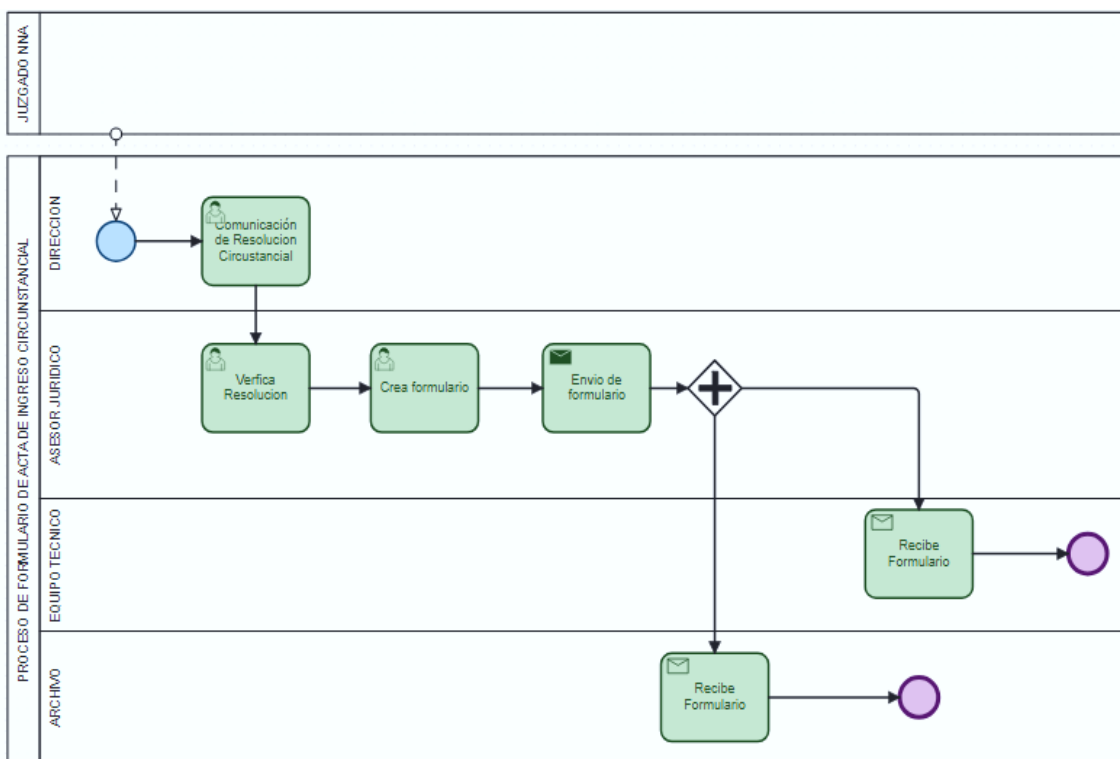 JUZGADO NNA
PROCESO DE FORMULARIO DE ACTA DE INGRESO CIRCUNSTANCIAL
DIRECCION
Comunicación
de Resolucion
Circustancial
ASESOR JURIDICO
Verfica
Resolucion
Crea formulario
Envio de
formulario
EQUIPO TECNICO
Recibe
Formulario
ARCHIVO
Recibe
Formulario